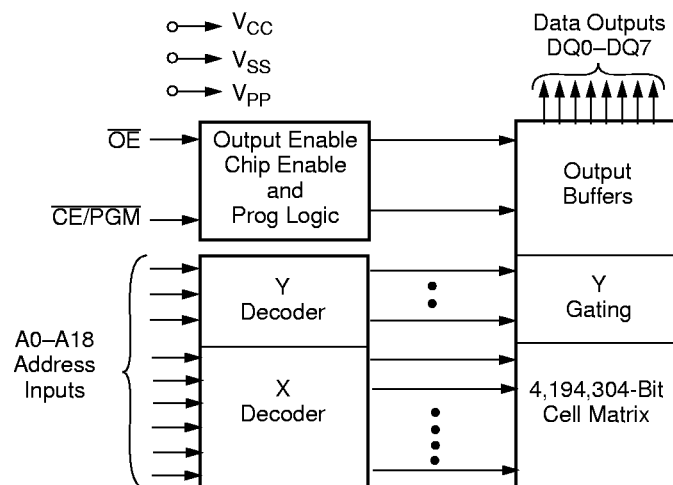 V_CC
V_SS
V_PP
Data Outputs
DQ0–DQ7
OE
CE/PGM
Output Enable
Chip Enable
and
Prog Logic
Output
Buffers
A0–A18
Address
Inputs
Y
Decoder
Y
Gating
X
Decoder
4,194,304-Bit
Cell Matrix